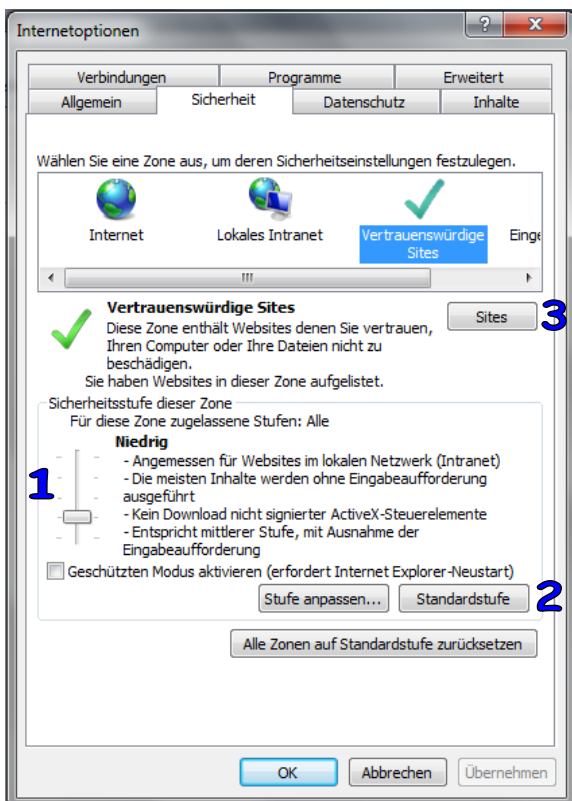 Internetoptionen
?
X
Verbindungen
Programme
Erweitert
Allgemein
Sicherheit
Datenschutz
Inhalte
Wählen Sie eine Zone aus, um deren Sicherheitseinstellungen festzulegen.
Internet
Lokales Intranet
Vertrauenswürdige
Sites
Einge
Vertrauenswürdige Sites
Sites
3
Diese Zone enthält Websites denen Sie vertrauen,
Ihren Computer oder Ihre Dateien nicht zu
beschädigen.
Sie haben Websites in dieser Zone aufgelistet.
Sicherheitsstufe dieser Zone
Für diese Zone zugelassene Stufen: Alle
Niedrig
1
- Angemessen für Websites im lokalen Netzwerk (Intranet)
- Die meisten Inhalte werden ohne Eingabeaufforderung
ausgeführt
- Kein Download nicht signierter ActiveX-Steuerelemente
- Entspricht mittlerer Stufe, mit Ausnahme der
Eingabeaufforderung
Geschützten Modus aktivieren (erfordert Internet Explorer-Neustart)
Stufe anpassen...
Standardstufe
2
Alle Zonen auf Standardstufe zurücksetzen
OK
Abbrechen
Übernehmen